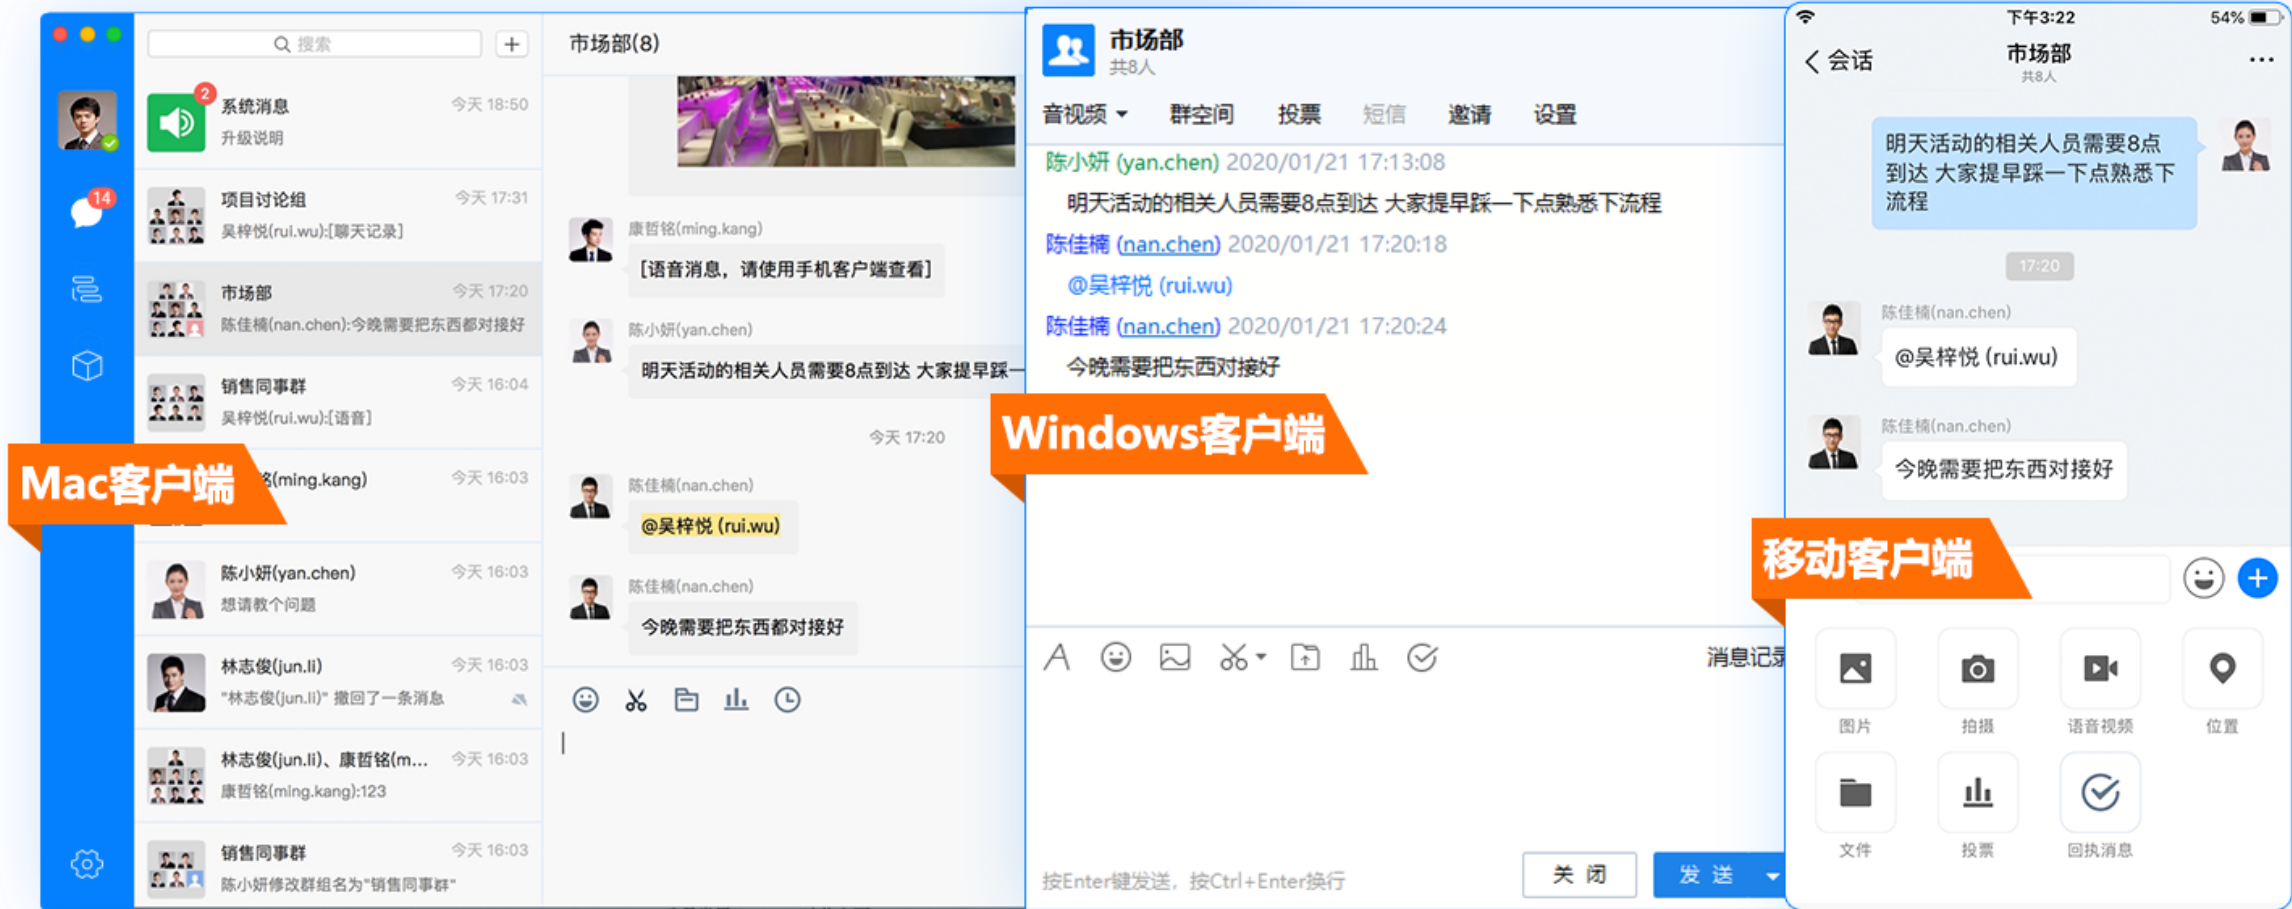 搜索
系统消息
今天 18:50
2
升级说明
14
项目讨论组
今天 17:31
吴梓悦(rui.wu):[聊天记录]
市场部
今天 17:20
陈佳楠(nan.chen):今晚需要把东西都对接好
销售同事群
今天 16:04
吴梓悦(rui.wu):[语音]
Mac客户端
(ming.kang)
今天 16:03
陈小妍(yan.chen)
今天 16:03
想请教个问题
林志俊(jun.li)
今天 16:03
"林志俊(jun.li)" 撤回了一条消息
林志俊(jun.li)、康哲铭(m...
今天 16:03
康哲铭(ming.kang):123
销售同事群
今天 16:03
陈小妍修改群组名为"销售同事群"
市场部(8)
康哲铭(ming.kang)
[语音消息，请使用手机客户端查看]
陈小妍(yan.chen)
明天活动的相关人员需要8点到达 大家提早踩一
今天 17:20
陈佳楠(nan.chen)
@吴梓悦 (rui.wu)
陈佳楠(nan.chen)
今晚需要把东西都对接好
市场部
共8人
音视频 群空间 投票 短信 邀请 设置
陈小妍 (yan.chen) 2020/01/21 17:13:08
明天活动的相关人员需要8点到达 大家提早踩一下点熟悉下流程
陈佳楠 (nan.chen) 2020/01/21 17:20:18
@吴梓悦 (rui.wu)
陈佳楠 (nan.chen) 2020/01/21 17:20:24
今晚需要把东西对接好
Windows客户端
消息记录
按Enter键发送，按Ctrl+Enter换行
关 闭
发 送
下午3:22
54%
会话
市场部
共8人
明天活动的相关人员需要8点
到达 大家提早踩一下点熟悉下
流程
17:20
陈佳楠(nan.chen)
@吴梓悦 (rui.wu)
陈佳楠(nan.chen)
今晚需要把东西对接好
移动客户端
图片 拍摄 语音视频 位置
文件 投票 回执消息